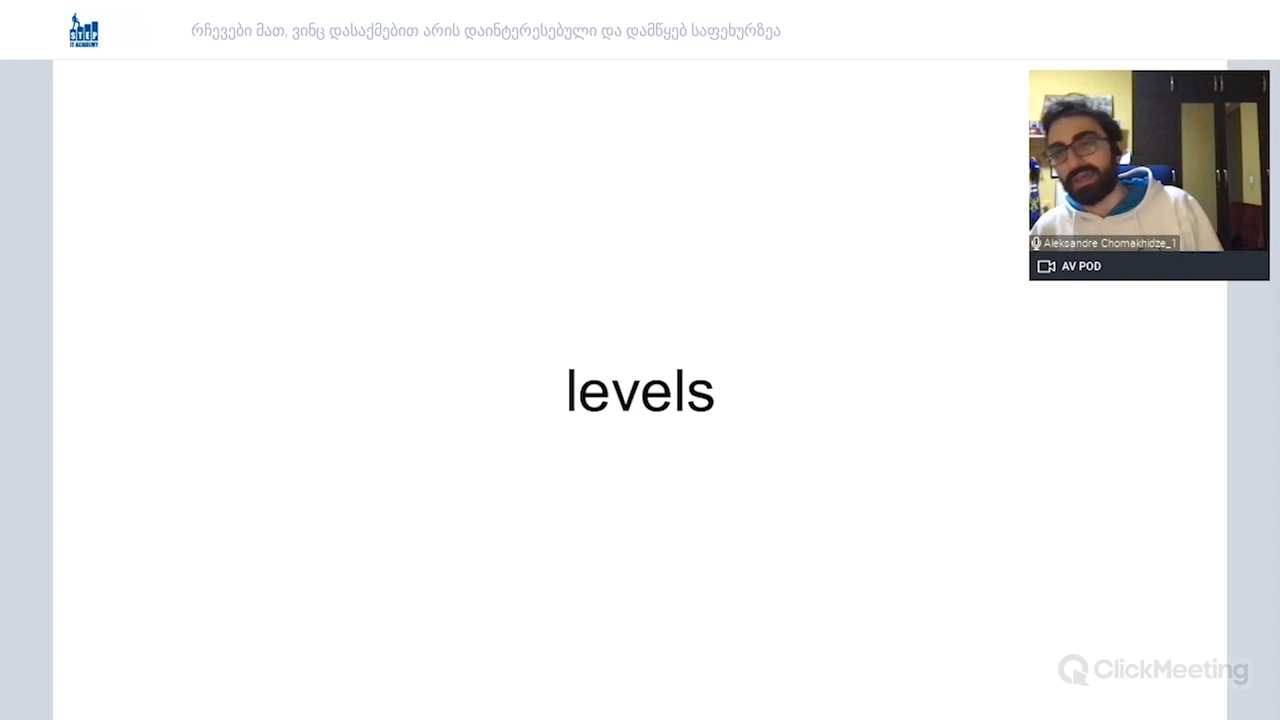 STEP
IT ACADEMY
რჩევები მათ, ვინც დასაქმებით არის დაინტერესებული და დამწყებ საფეხურზეა
Aleksandre Chomakhidze_1
AV POD
levels
ClickMeeting